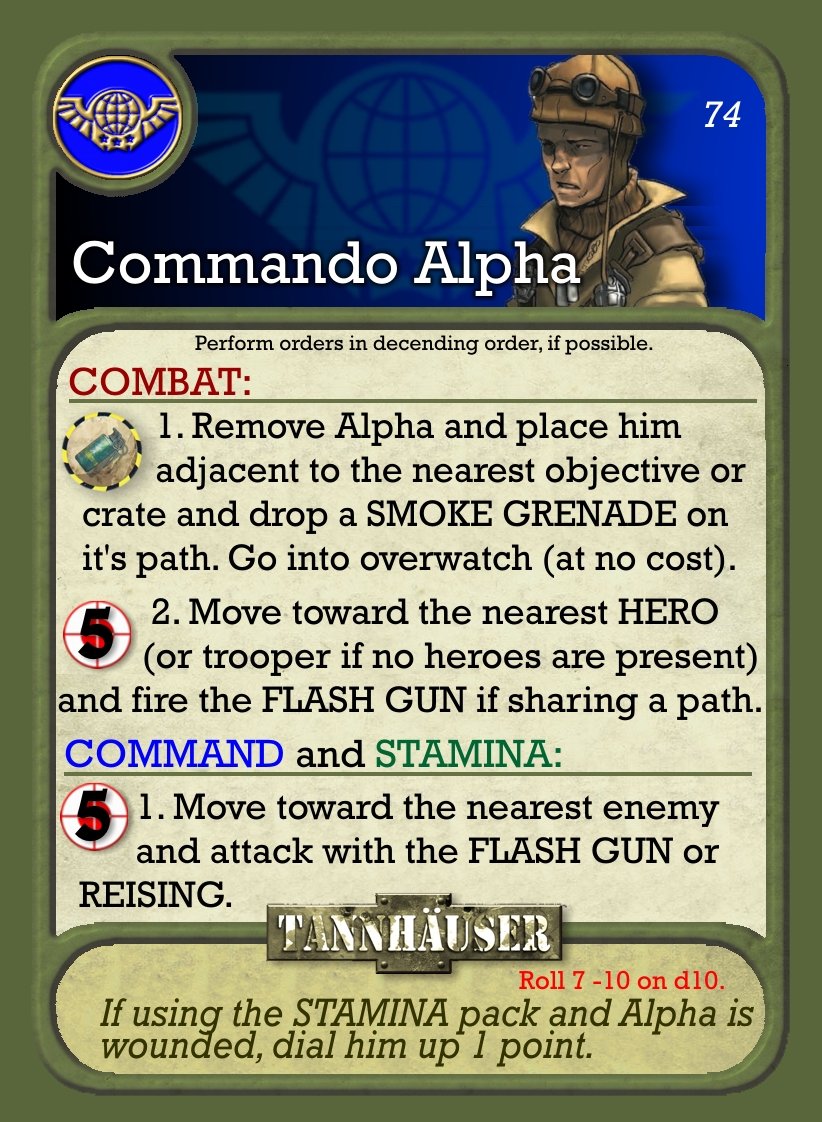 74
Commando Alpha
Perform orders in decending order, if possible.
COMBAT:
1. Remove Alpha and place him
adjacent to the nearest objective or
crate and drop a SMOKE GRENADE on
it's path. Go into overwatch (at no cost).
5 2. Move toward the nearest HERO
(or trooper if no heroes are present)
and fire the FLASH GUN if sharing a path.
COMMAND and STAMINA:
5 1. Move toward the nearest enemy
and attack with the FLASH GUN or
REISING.
TANNHÄUSER
Roll 7 -10 on d10.
If using the STAMINA pack and Alpha is
wounded, dial him up 1 point.